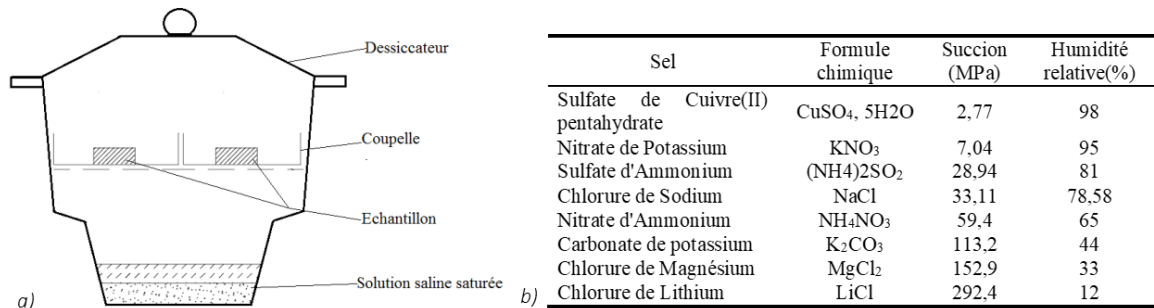 Dessiccateur
Coupelle
Echantillon
Solution saline saturée
a)
b)
Sel Formule chimique Succion (MPa) Humidité relative(%)
Sulfate de Cuivre(II) pentahydrate CuSO₄, 5H2O 2,77 98
Nitrate de Potassium KNO₃ 7,04 95
Sulfate d'Ammonium (NH4)2SO₂ 28,94 81
Chlorure de Sodium NaCl 33,11 78,58
Nitrate d'Ammonium NH₄NO₃ 59,4 65
Carbonate de potassium K₂CO₃ 113,2 44
Chlorure de Magnésium MgCl₂ 152,9 33
Chlorure de Lithium LiCl 292,4 12